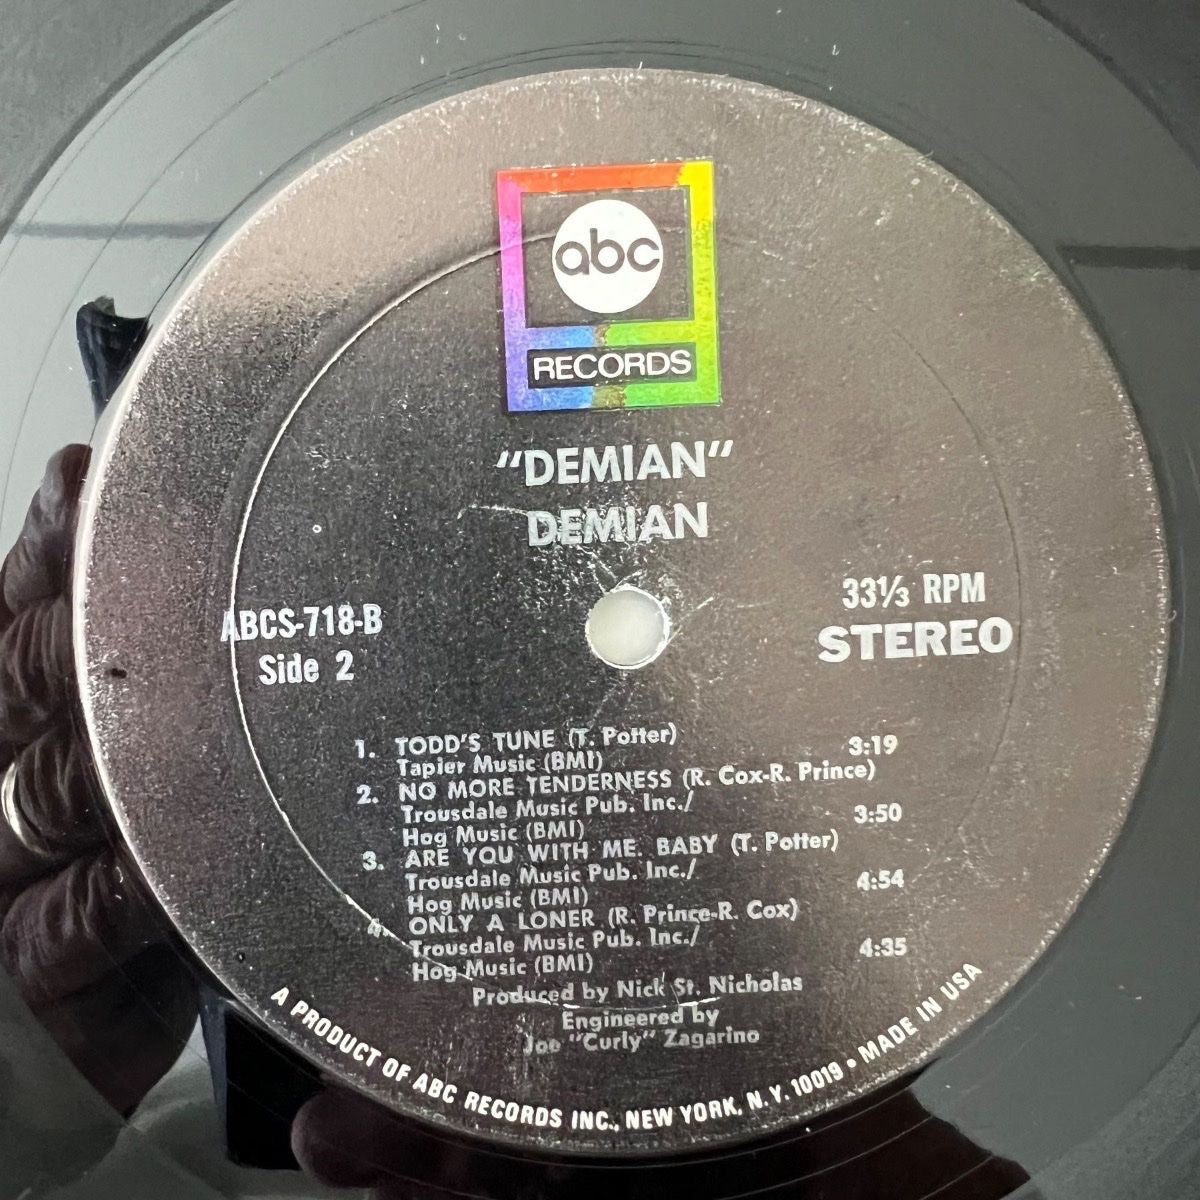 abc
RECORDS
"DEMIAN"
DEMIAN
ABCS-718-B
Side 2
33⅓ RPM
STEREO
1. TODD'S TUNE (T. Potter) 3:19
Tapier Music (BMI)
2. NO MORE TENDERNESS (R. Cox-R. Prince)
Trousdale Music Pub. Inc./ 3:50
Hog Music (BMI)
3. ARE YOU WITH ME. BABY (T. Potter)
Trousdale Music Pub. Inc./ 4:54
Hog Music (BMI)
4. ONLY A LONER (R. Prince-R. Cox)
Trousdale Music Pub. Inc./ 4:35
Hog Music (BMI)
Produced by Nick St. Nicholas
Engineered by
Joe "Curly" Zagarino
A PRODUCT OF ABC RECORDS INC., NEW YORK, N.Y. 10019 • MADE IN USA